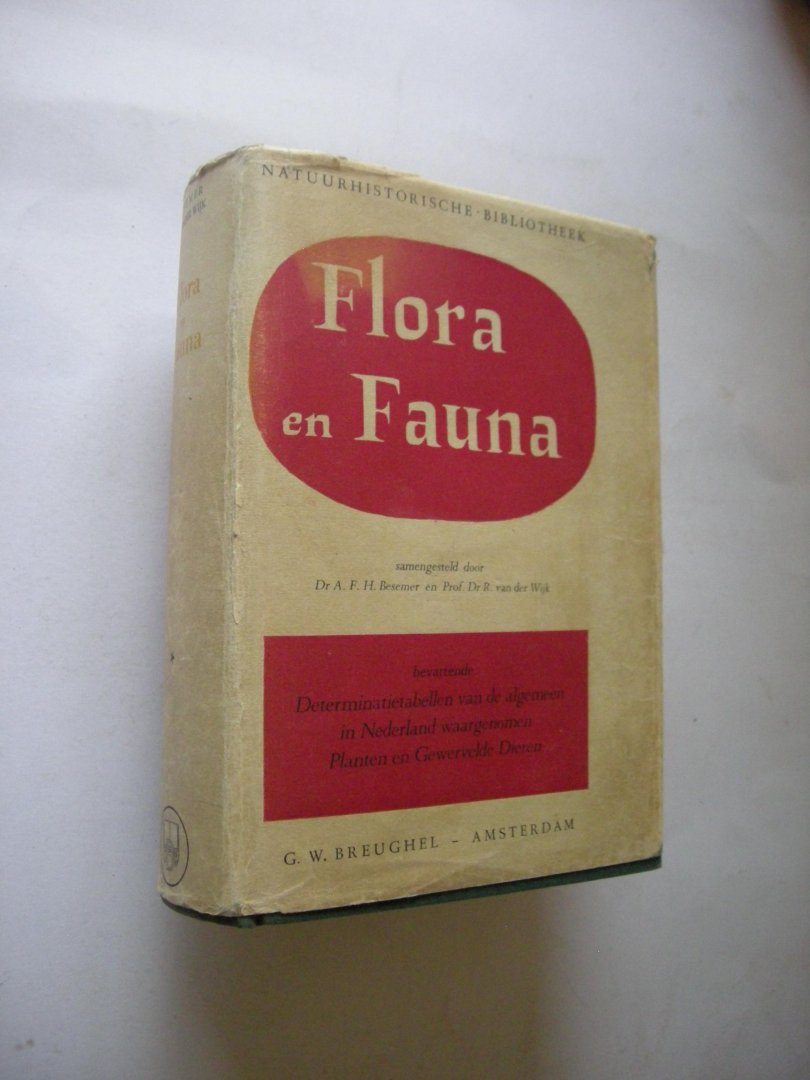 NATUURHISTORISCHE · BIBLIOTHEEK
Flora
en Fauna
samengesteld door
Dr A. F. H. Besemer en Prof. Dr R. van der Wijk
bevattende
Determinatietabellen van de algemeen
in Nederland waargenomen
Planten en Gewervelde Dieren
G. W. BREUGHEL – AMSTERDAM